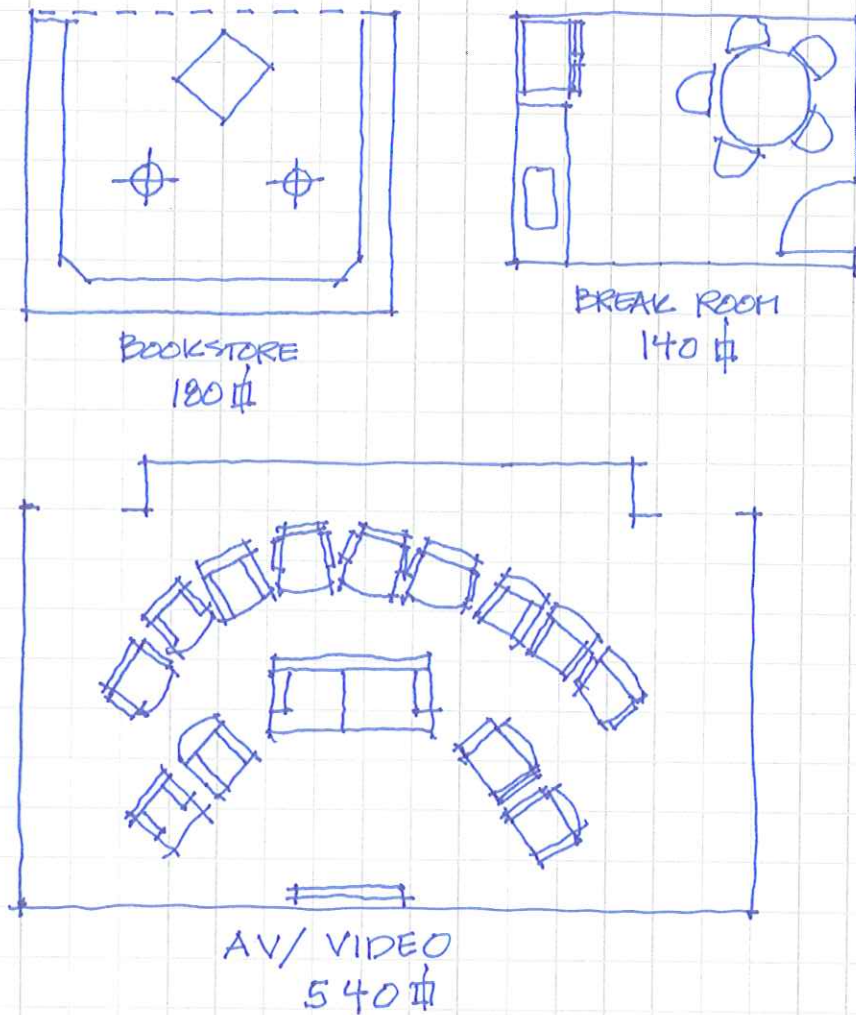 BOOKSTORE
180 ⏍
BREAK ROOM
140 ⏍
AV/ VIDEO
540 ⏍